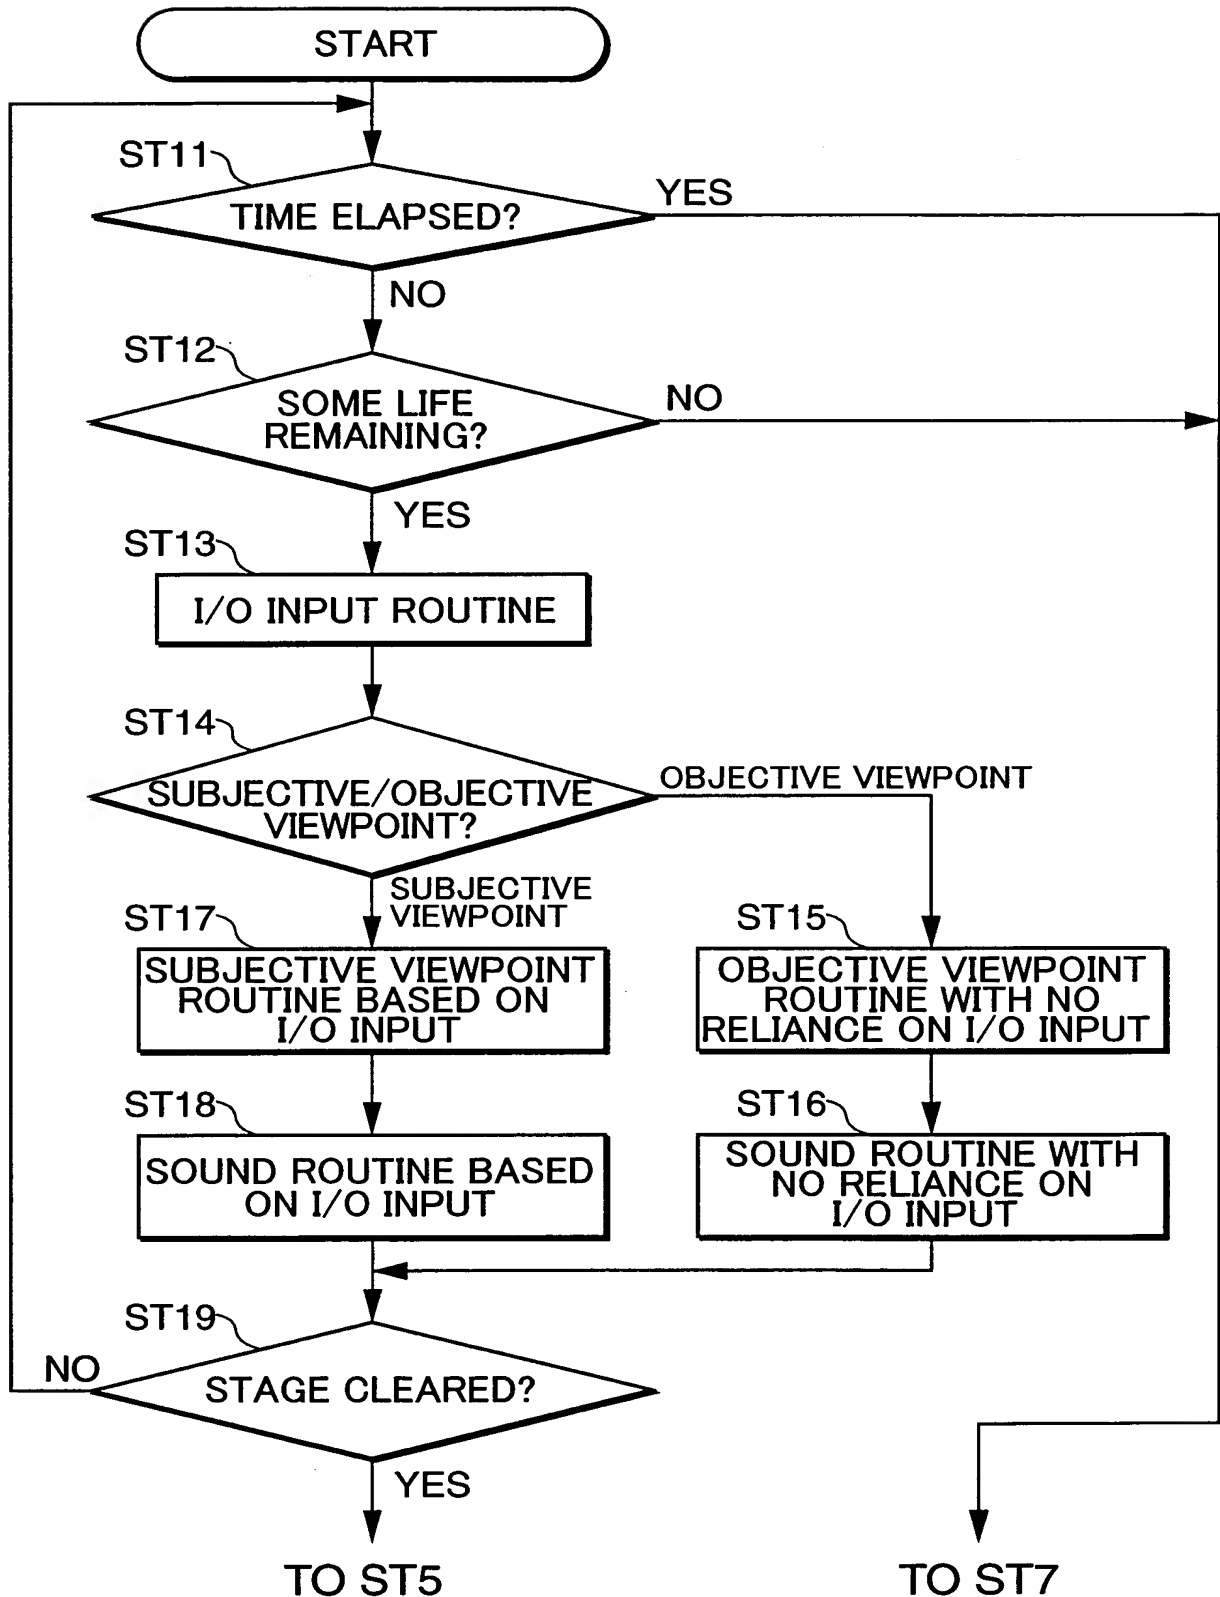 START
ST11
TIME ELAPSED?
YES
NO
ST12
SOME LIFE
REMAINING?
NO
YES
ST13
I/O INPUT ROUTINE
ST14
SUBJECTIVE/OBJECTIVE
VIEWPOINT?
OBJECTIVE VIEWPOINT
SUBJECTIVE
VIEWPOINT
ST17
SUBJECTIVE VIEWPOINT
ROUTINE BASED ON
I/O INPUT
ST15
OBJECTIVE VIEWPOINT
ROUTINE WITH NO
RELIANCE ON I/O INPUT
ST18
SOUND ROUTINE BASED
ON I/O INPUT
ST16
SOUND ROUTINE WITH
NO RELIANCE ON
I/O INPUT
ST19
STAGE CLEARED?
NO
YES
TO ST5
TO ST7